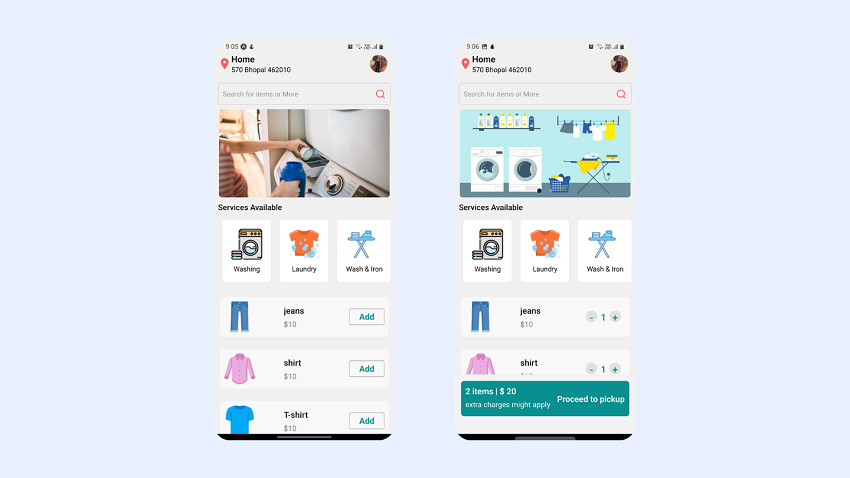 9:05
Home
570 Bhopal 462010
Search for items or More
Services Available
Washing
Laundry
Wash & Iron
jeans
$10
Add
shirt
$10
Add
T-shirt
$10
Add
9:06
Home
570 Bhopal 462010
Search for items or More
Services Available
Washing
Laundry
Wash & Iron
jeans
$10
- 1 +
shirt
- 1 +
2 items | $ 20
extra charges might apply
Proceed to pickup